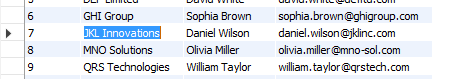 6 GHI Group Sophia Brown sophia.brown@ghigroup.com
7 JKL Innovations Daniel Wilson daniel.wilson@jklinc.com
8 MNO Solutions Olivia Miller olivia.miller@mno-sol.com
9 QRS Technologies William Taylor william.taylor@qrstech.com